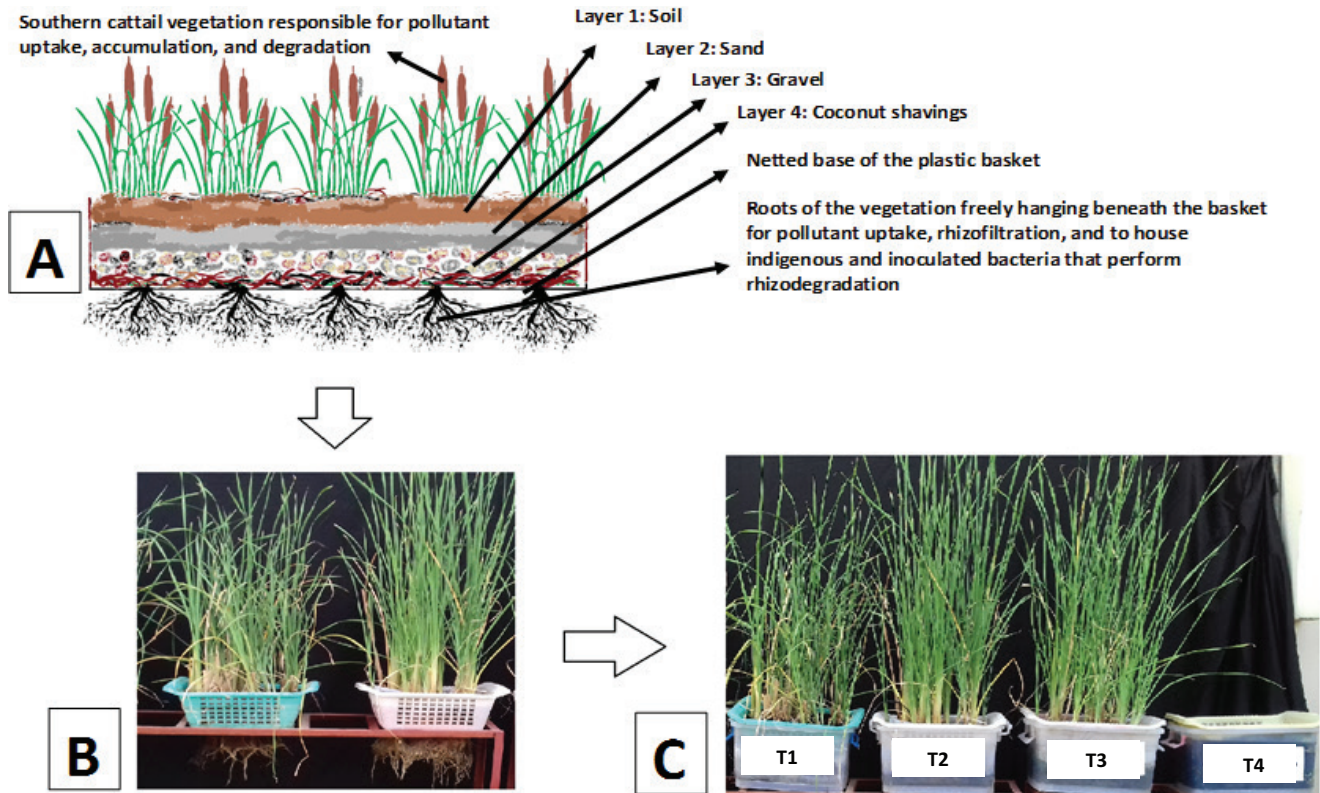 Southern cattail vegetation responsible for pollutant
uptake, accumulation, and degradation
Layer 1: Soil
Layer 2: Sand
Layer 3: Gravel
Layer 4: Coconut shavings
Netted base of the plastic basket
Roots of the vegetation freely hanging beneath the basket
for pollutant uptake, rhizofiltration, and to house
indigenous and inoculated bacteria that perform
rhizodegradation
A
B
C
T1
T2
T3
T4